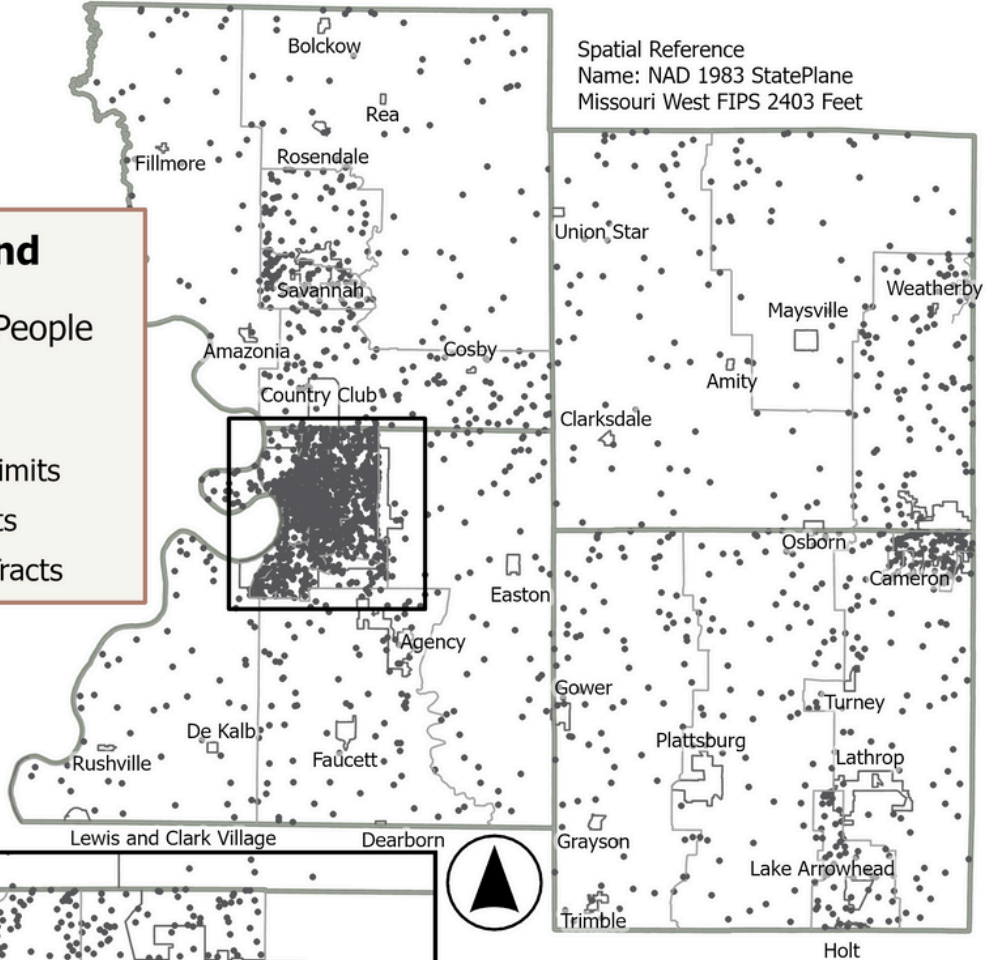 Bolckow
Spatial Reference
Name: NAD 1983 StatePlane
Missouri West FIPS 2403 Feet
Rea
Fillmore
Rosendale
nd
People
imits
ts
Tracts
Union Star
Savannah
Weatherby
Maysville
Amazonia
Cosby
Amity
Country Club
Clarksdale
Osborn
Cameron
Easton
Agency
Gower
Turney
De Kalb
Plattsburg
Rushville
Faucett
Lathrop
Lewis and Clark Village
Dearborn
Grayson
Lake Arrowhead
Trimble
Holt